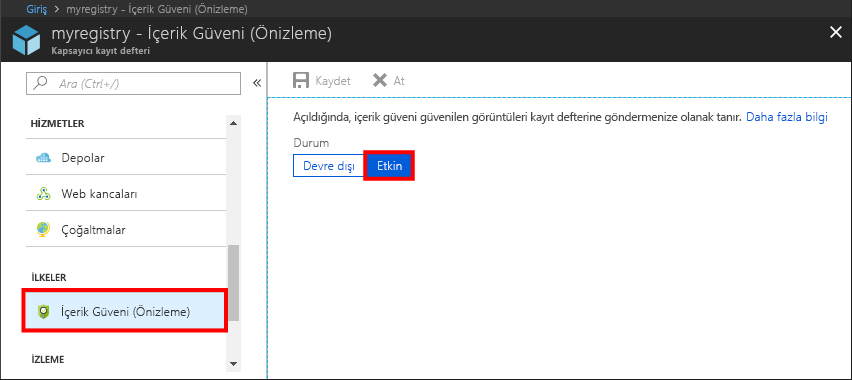 Giriş > myregistry - İçerik Güveni (Önizleme)
myregistry - İçerik Güveni (Önizleme)
Kapsayıcı kayıt defteri
Ara (Ctrl+/)
«
Kaydet
At
HİZMETLER
Depolar
Web kancaları
Çoğaltmalar
İLKELER
İçerik Güveni (Önizleme)
İZLEME
Açıldığında, içerik güveni güvenilen görüntüleri kayıt defterine göndermenize olanak tanır. Daha fazla bilgi
Durum
Devre dışı
Etkin